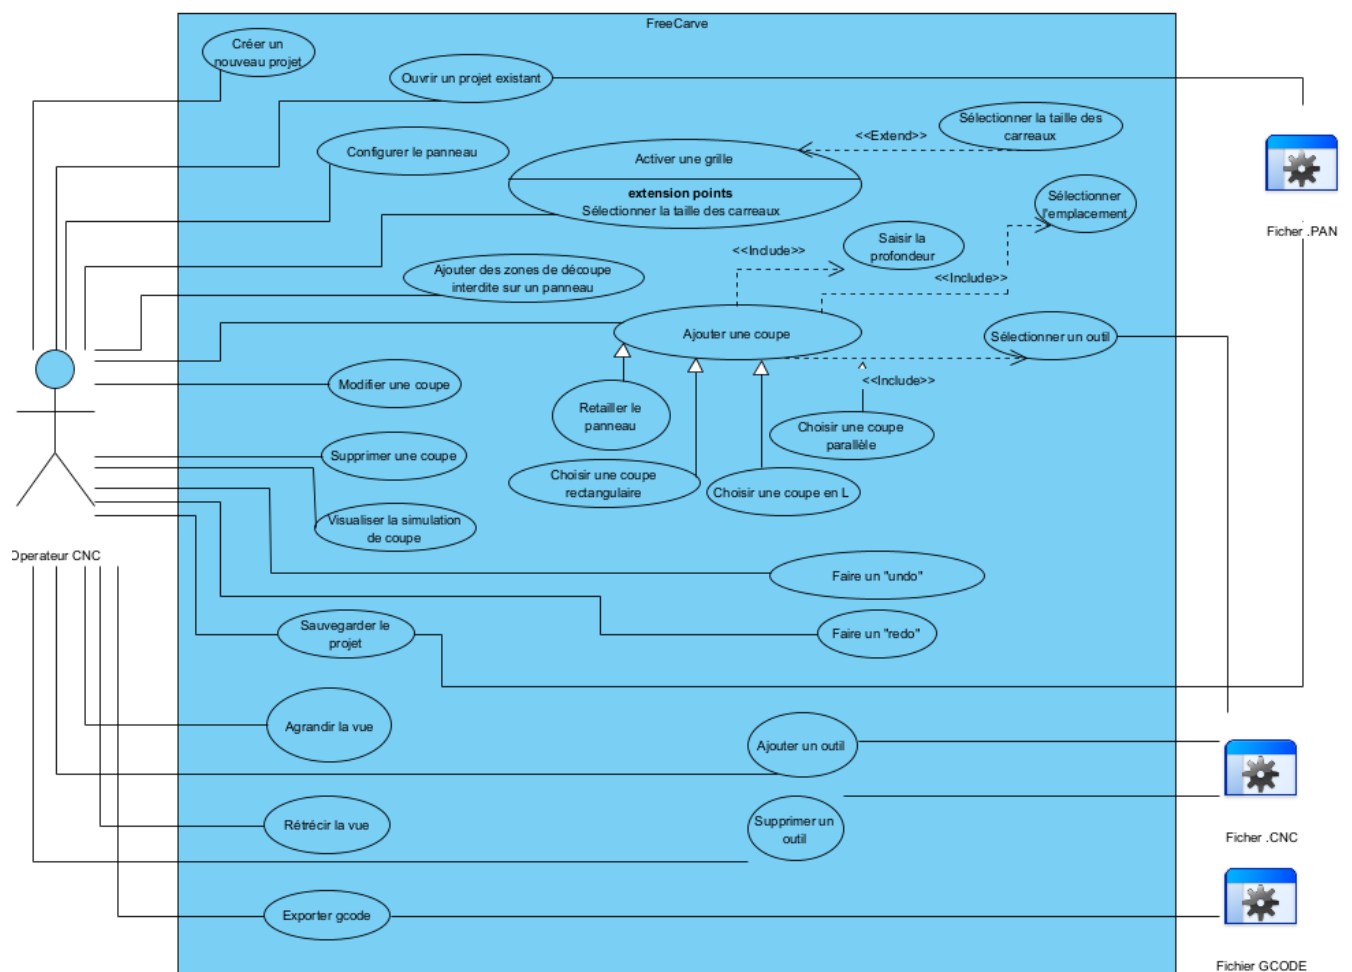 FreeCarve
Créer un
nouveau projet
Ouvrir un projet existant
Sélectionner la taille des
carreaux
<<Extend>>
Configurer le panneau
Activer une grille
extension points
Sélectionner la taille des carreaux
Sélectionner
l'emplacement
Ficher .PAN
Saisir la
profondeur
<<Include>>
Ajouter des zones de découpe
interdite sur un panneau
<<Include>>
Ajouter une coupe
Sélectionner un outil
<<Include>>
Modifier une coupe
Retailler le
panneau
Choisir une coupe
parallèle
Supprimer une coupe
Choisir une coupe
rectangulaire
Choisir une coupe en L
Visualiser la simulation
de coupe
Operateur CNC
Faire un "undo"
Sauvegarder le
projet
Faire un "redo"
Agrandir la vue
Ajouter un outil
Rétrécir la vue
Supprimer un
outil
Ficher .CNC
Exporter gcode
Fichier GCODE